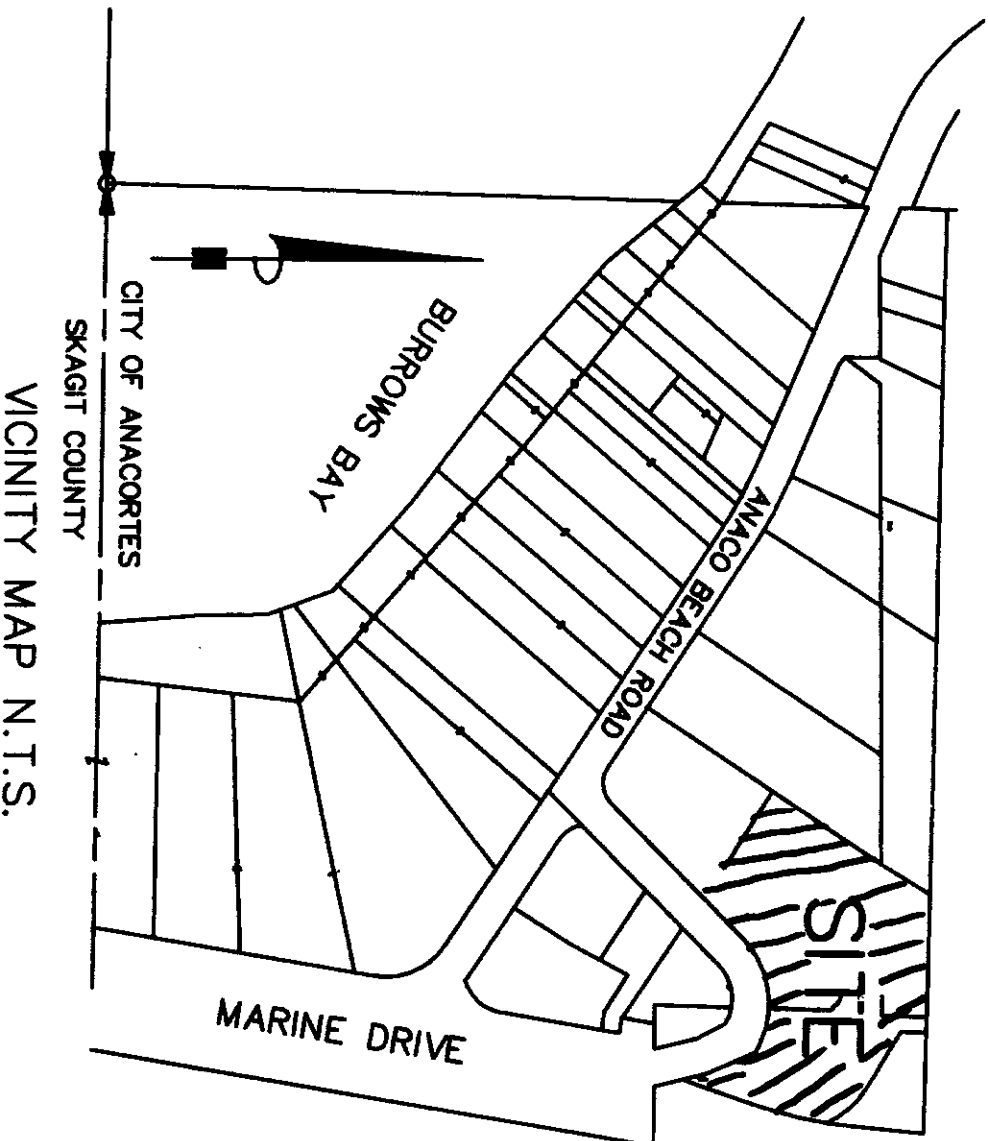 SITE
ANACO BEACH ROAD
BURROWS BAY
MARINE DRIVE
CITY OF ANACORTES
SKAGIT COUNTY
VICINITY MAP N.T.S.